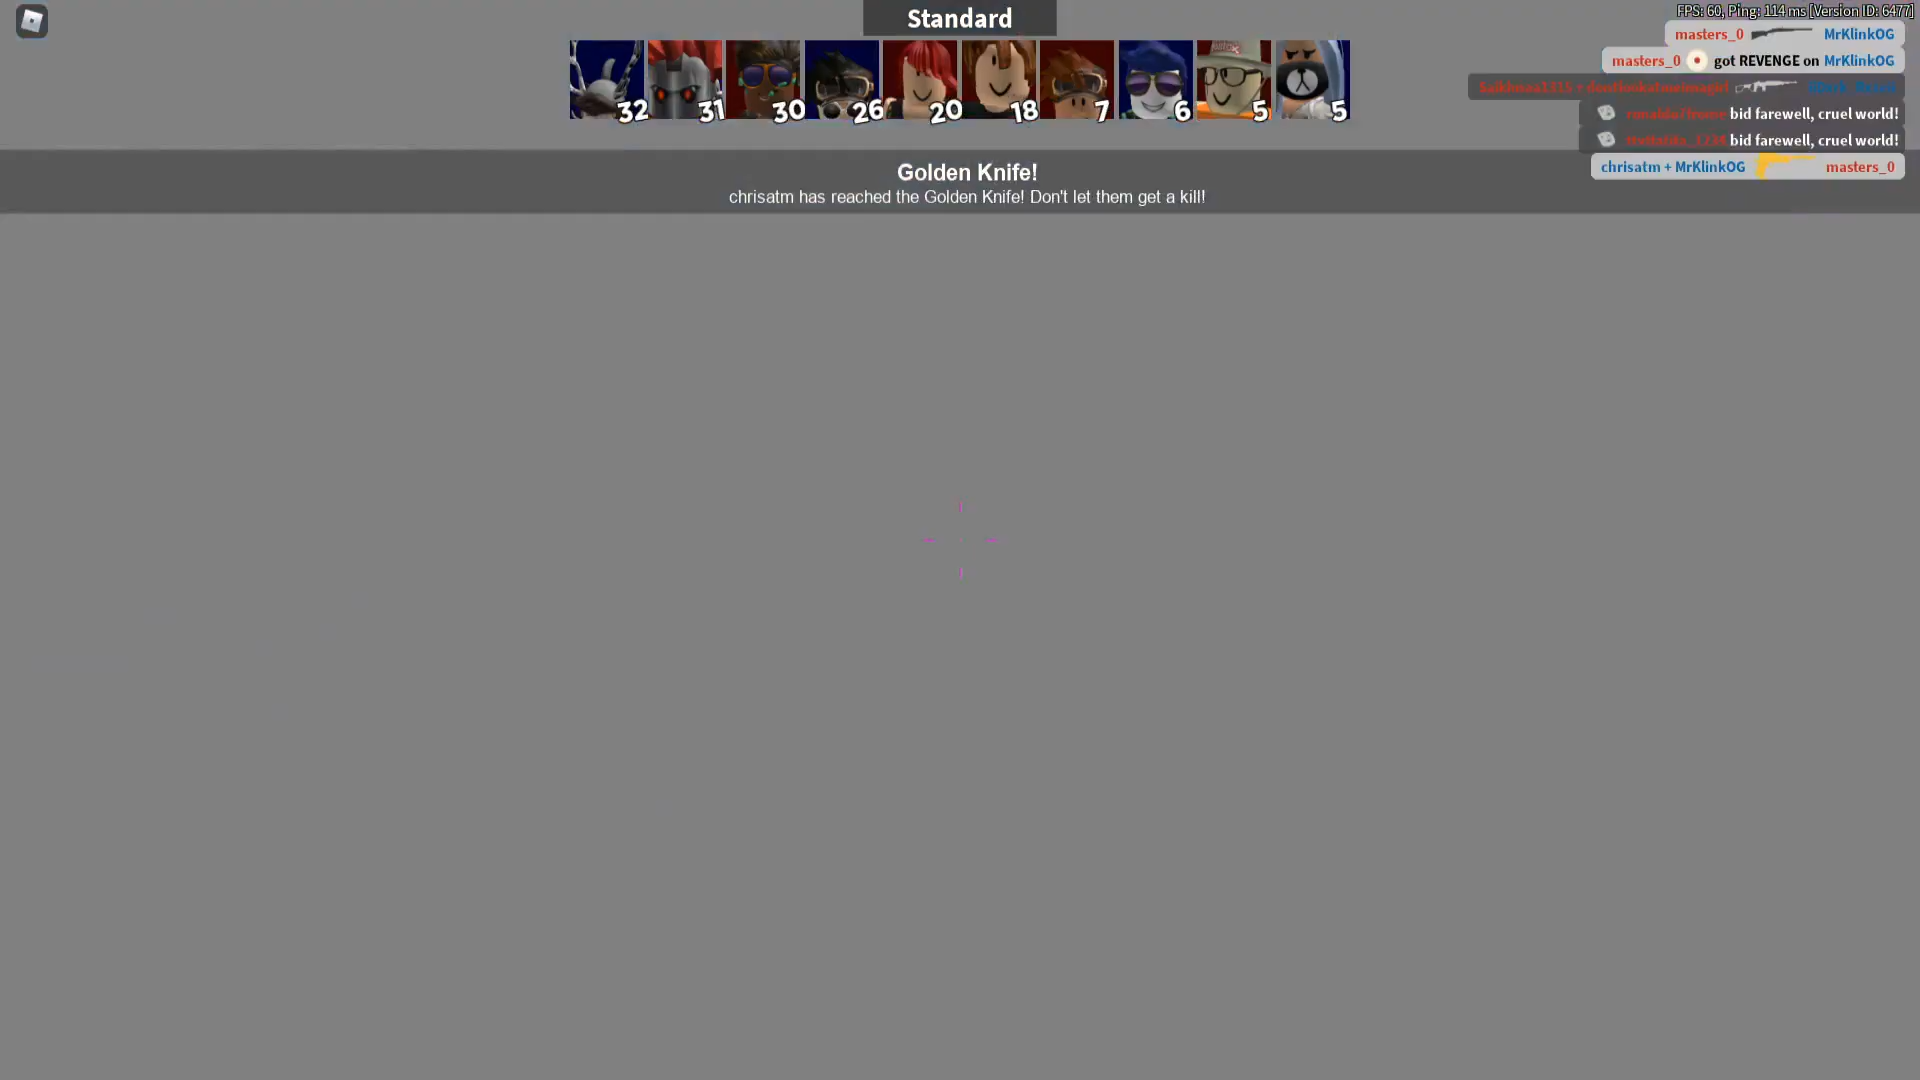 Standard
FPS: 60, Ping: 114 ms [Version ID: 6477]
32 31 30 26 20 18 7 6 5 5
masters_0 MrKlinkOG
masters_0 got REVENGE on MrKlinkOG
bid farewell, cruel world!
bid farewell, cruel world!
chrisatm + MrKlinkOG masters_0
Golden Knife!
chrisatm has reached the Golden Knife! Don't let them get a kill!